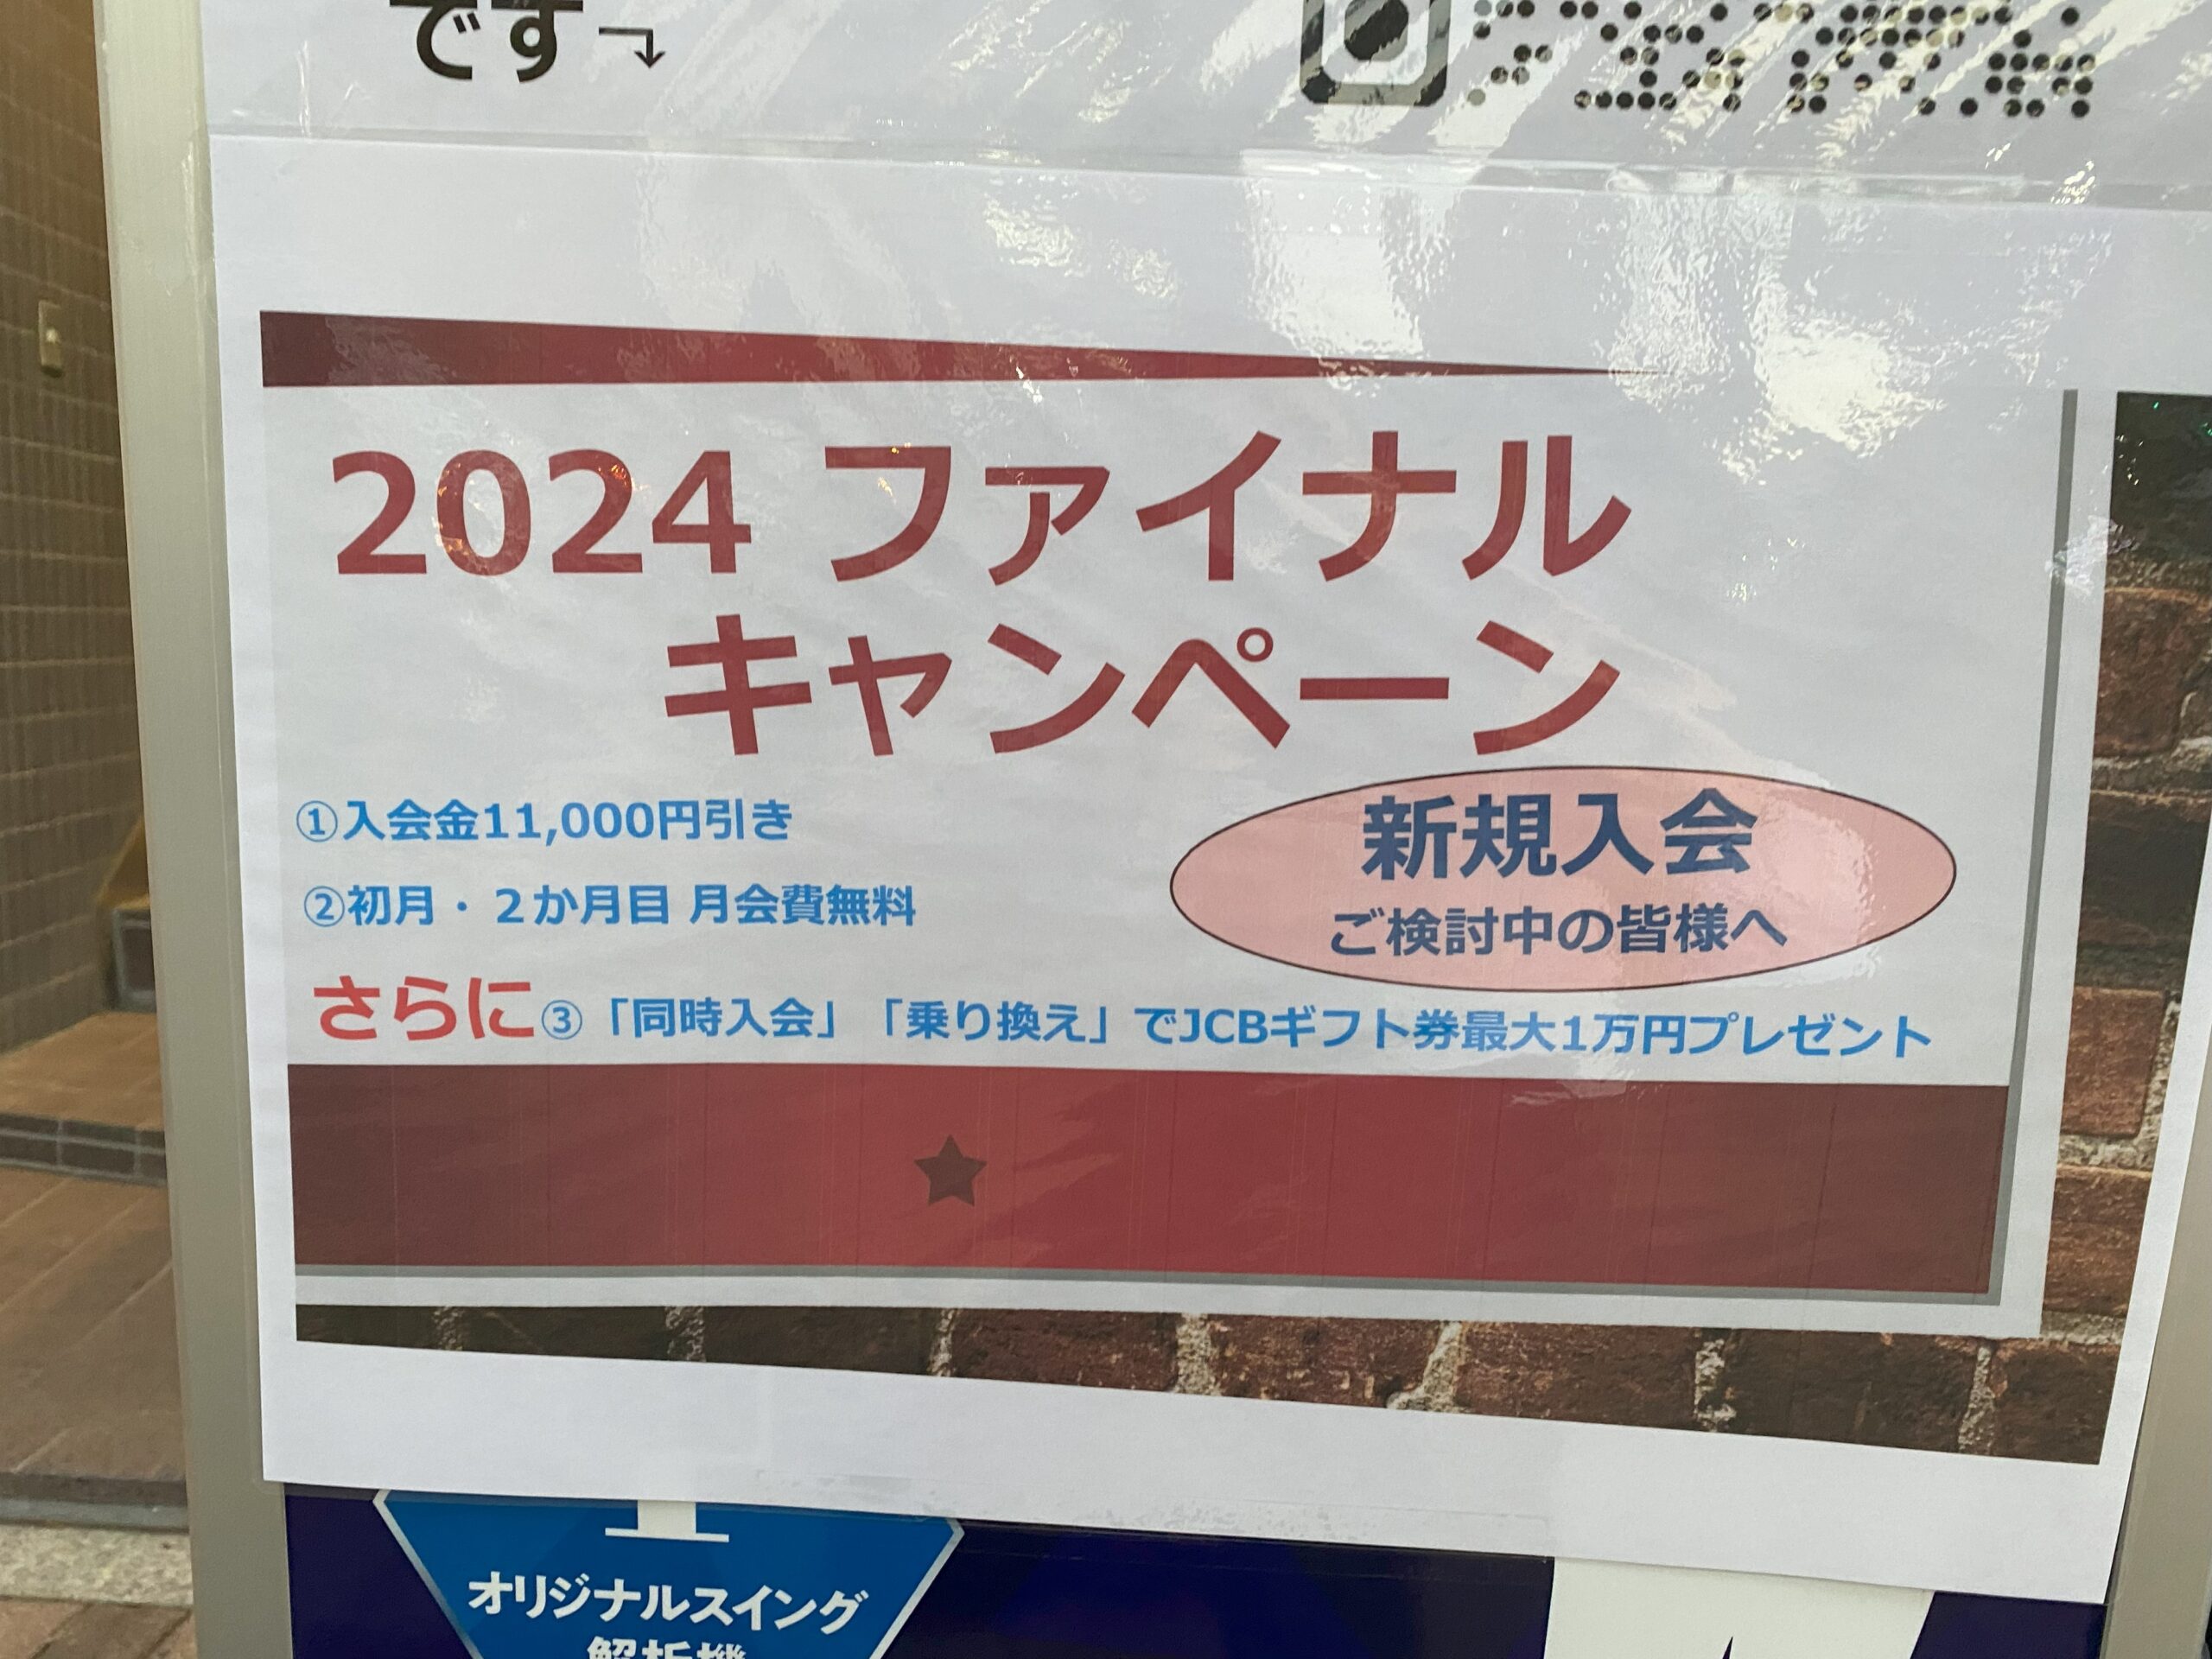 です
2024 ファイナル
キャンペーン
①入会金11,000円引き
②初月・２か月目 月会費無料
新規入会
ご検討中の皆様へ
さらに③「同時入会」「乗り換え」でJCBギフト券最大1万円プレゼント
オリジナルスイング
解析機